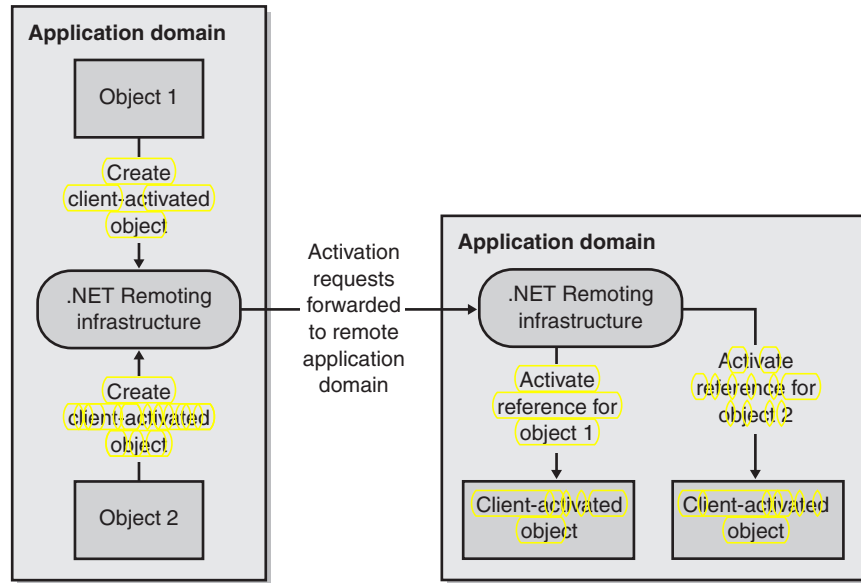 Application domain
Object 1
Create
client-activated
object
.NET Remoting
infrastructure
Create
client-activated
object
Object 2
Activation
requests
forwarded
to remote
application
domain
Application domain
.NET Remoting
infrastructure
Activate
reference for
object 1
Activate
reference for
object 2
Client-activated
object
Client-activated
object